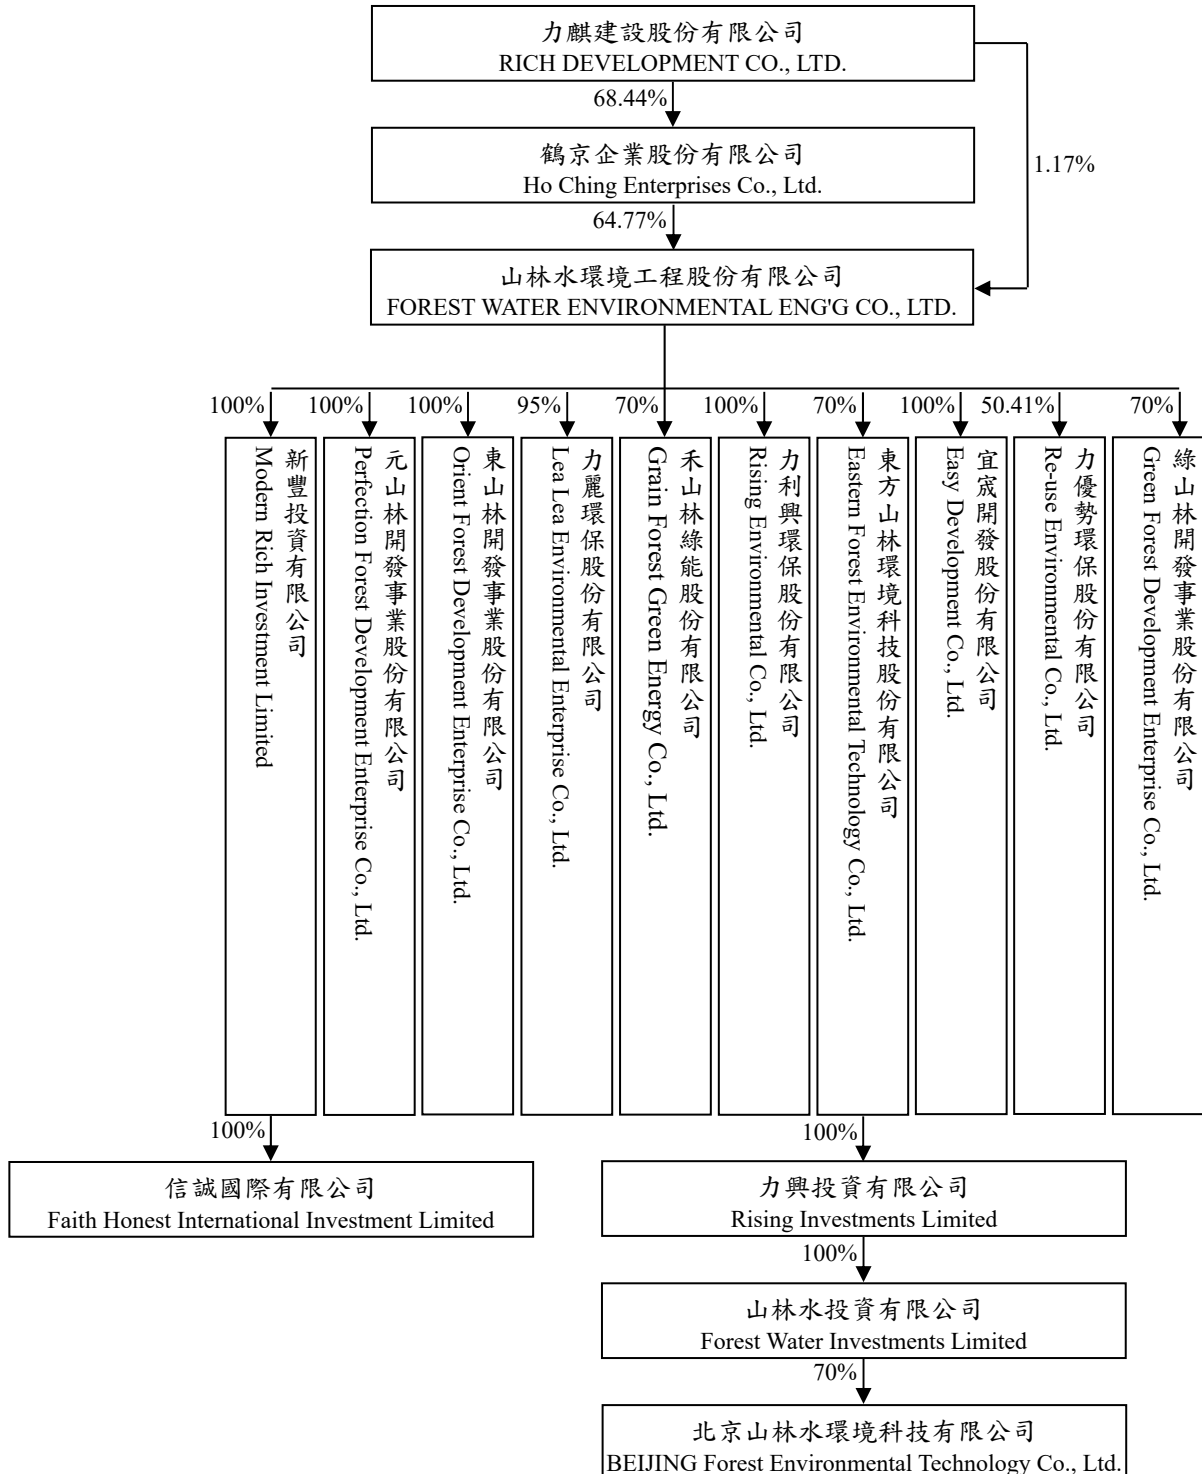 力麒建設股份有限公司
RICH DEVELOPMENT CO., LTD.
68.44%
鶴京企業股份有限公司
Ho Ching Enterprises Co., Ltd.
1.17%
64.77%
山林水環境工程股份有限公司
FOREST WATER ENVIRONMENTAL ENG'G CO., LTD.
100%
100%
100%
95%
70%
100%
70%
100%
50.41%
70%
新豐投資有限公司
Modern Rich Investment Limited
元山林開發事業股份有限公司
Perfection Forest Development Enterprise Co., Ltd.
東山林開發事業股份有限公司
Orient Forest Development Enterprise Co., Ltd.
力麗環保股份有限公司
Lea Lea Environmental Enterprise Co., Ltd.
禾山林綠能股份有限公司
Grain Forest Green Energy Co., Ltd.
力利興環保股份有限公司
Rising Environmental Co., Ltd.
東方山林環境科技股份有限公司
Eastern Forest Environmental Technology Co., Ltd.
宜宬開發股份有限公司
Easy Development Co., Ltd.
力優勢環保股份有限公司
Re-use Environmental Co., Ltd.
綠山林開發事業股份有限公司
Green Forest Development Enterprise Co., Ltd.
100%
100%
信誠國際有限公司
Faith Honest International Investment Limited
力興投資有限公司
Rising Investments Limited
100%
山林水投資有限公司
Forest Water Investments Limited
70%
北京山林水環境科技有限公司
BEIJING Forest Environmental Technology Co., Ltd.